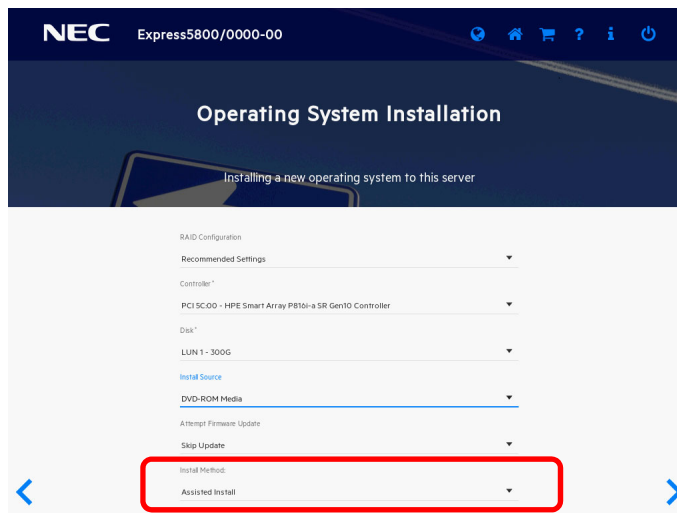 NEC Express5800/0000-00
Operating System Installation
Installing a new operating system to this server
RAID Configuration
Recommended Settings
Controller*
PCI 5C:00 - HPE Smart Array P816i-a SR Gen10 Controller
Disk*
LUN 1 - 300G
Install Source
DVD-ROM Media
Attempt Firmware Update
Skip Update
Install Method:
Assisted Install